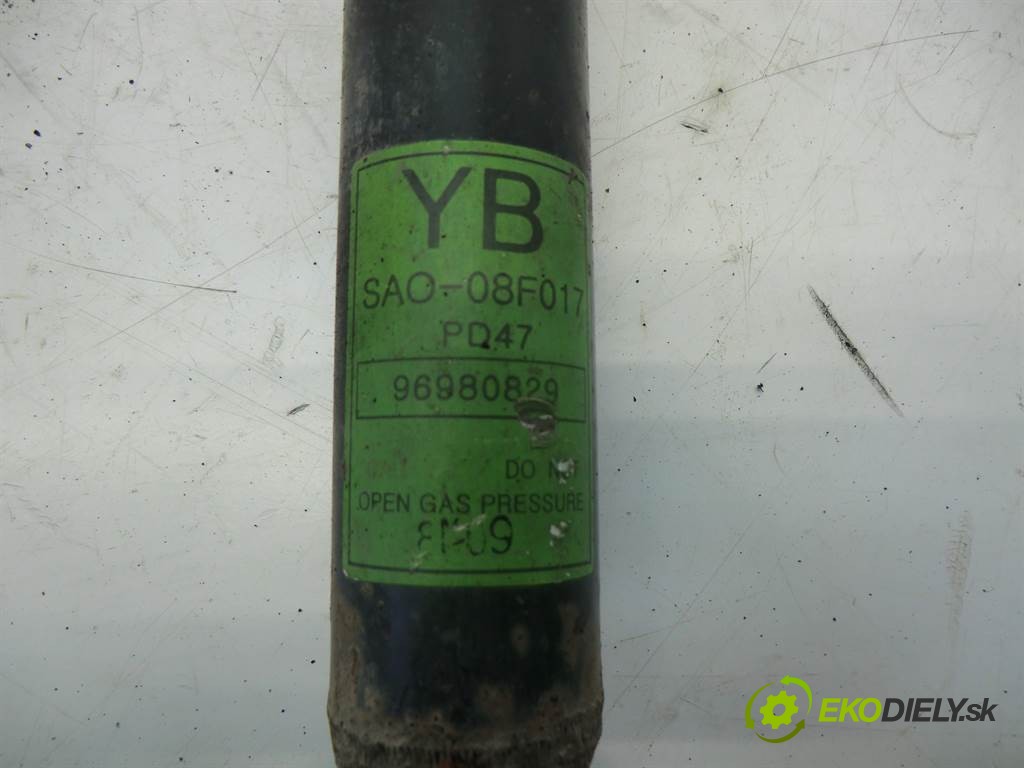 YB
SAO-08F017
PD47
96980829
DO NOT
OPEN GAS PRESSURE
EKODIELY.sk